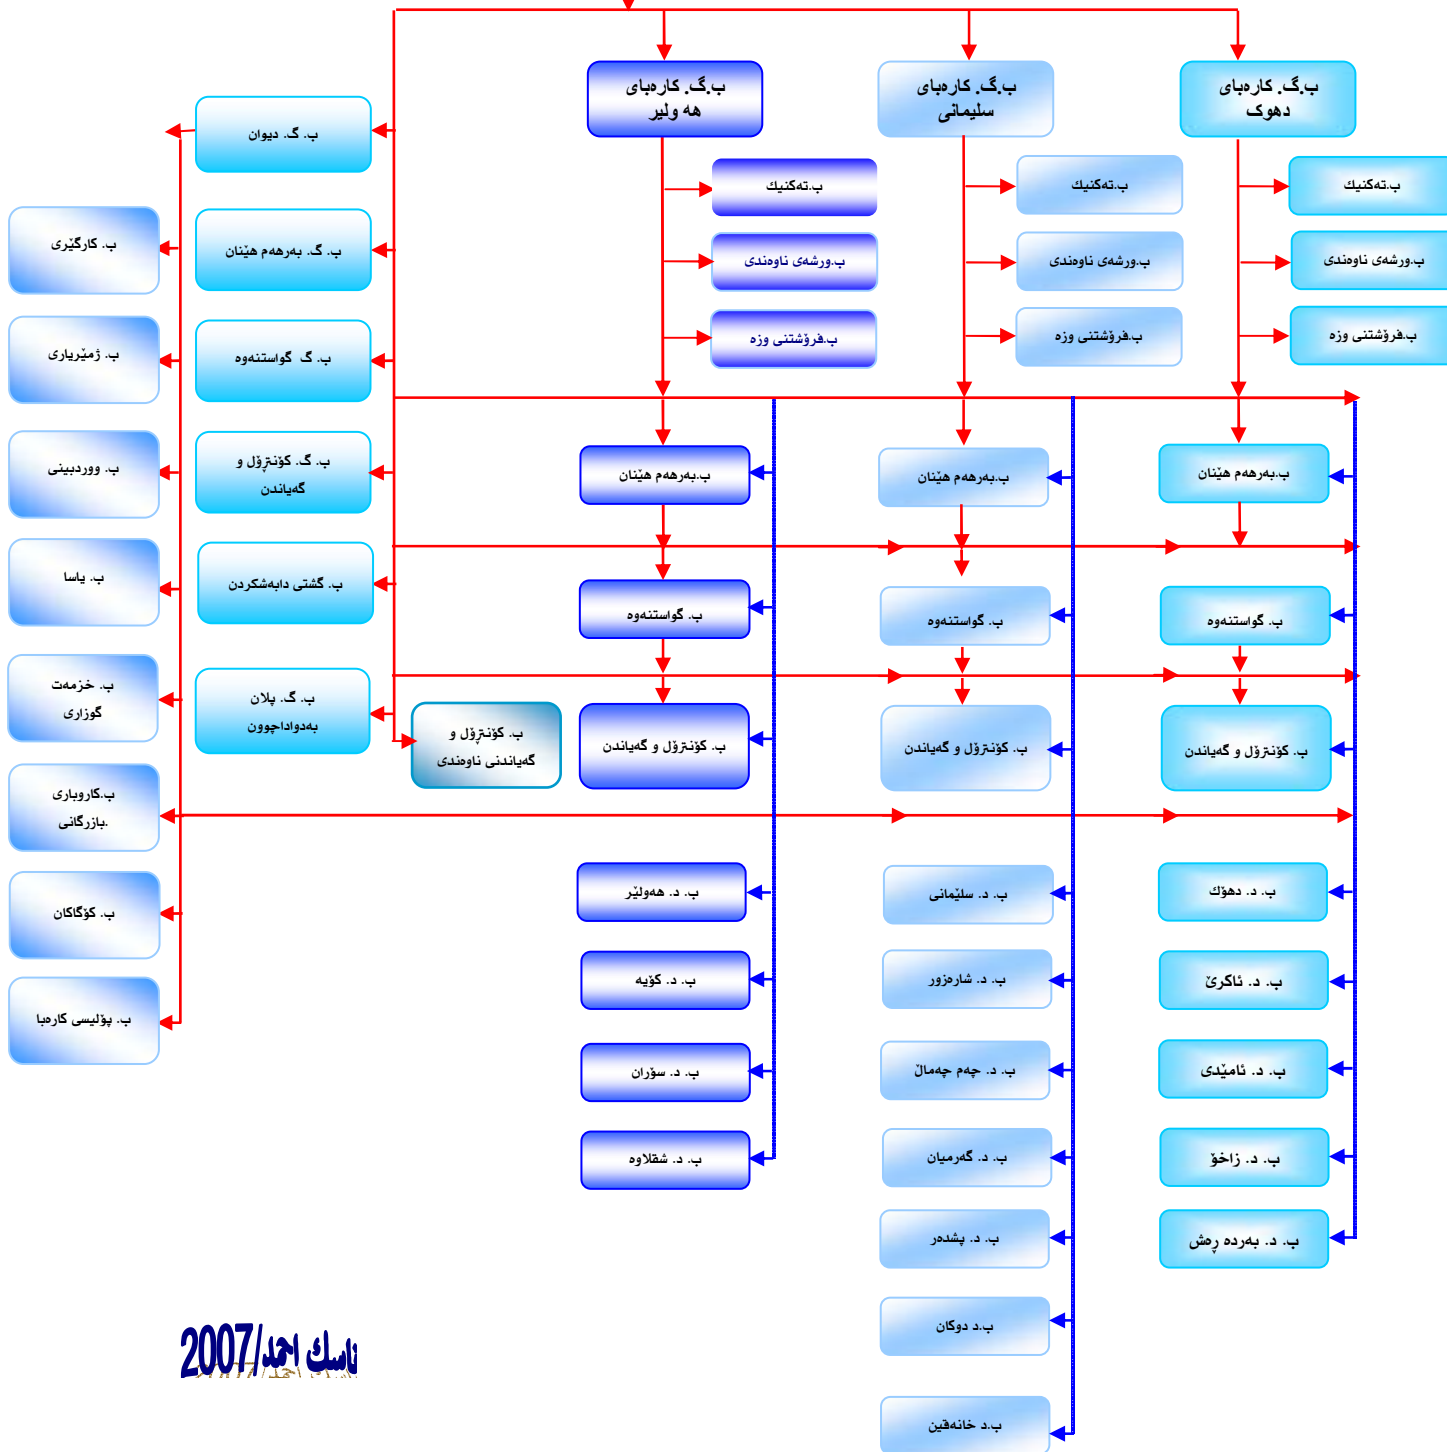 ب.گ. کارەبای
دهوک
ب.گ. کارەبای
سلیمانی
ب.گ. کارەبای
هە ولیر
ب. گ. دیوان
ب.تەکنیك
ب.تەکنیك
ب.تەکنیك
ب.ورشەی ناوەندی
ب.ورشەی ناوەندی
ب.ورشەی ناوەندی
ب. گ. بەرهەم هێنان
ب. کارگێری
ب.فرۆشتنی وزە
ب.فرۆشتنی وزە
ب.فرۆشتنی وزە
ب. گ گواستنەوە
ب. ژمێریاری
ب.بەرهەم هێنان
ب.بەرهەم هێنان
ب.بەرهەم هێنان
ب. گ. کۆنترۆل و
گەیاندن
ب. ووردبینی
ب. گواستنەوە
ب. گواستنەوە
ب. گواستنەوە
ب. گشتی دابەشکردن
ب. یاسا
ب. گ. پلان
بەدواداچوون
ب. خزمەت
گوزاری
ب. کۆنترۆل و گەیاندن
ب. کۆنترۆل و گەیاندن
ب. کۆنترۆل و گەیاندن
ب. کۆنترۆل و
گەیاندنی ناوەندی
ب.کاروباری
بازرگانی.
ب. د. دهۆك
ب. د. سلێمانی
ب. د. هەولێر
ب. کۆگاکان
ب. د. ئاکرێ
ب. د. شارەزور
ب. د. کۆیە
ب. پۆلیسی کارەبا
ب. د. ئامێدی
ب. د. چەم چەماڵ
ب. د. سۆران
ب. د. زاخۆ
ب. د. گەرمیان
ب. د. شقلاوە
ب. د. بەردە ڕەش
ب. د. پشدەر
ب.د دوکان
ب.د خانەقین
ناسك احمد/2007